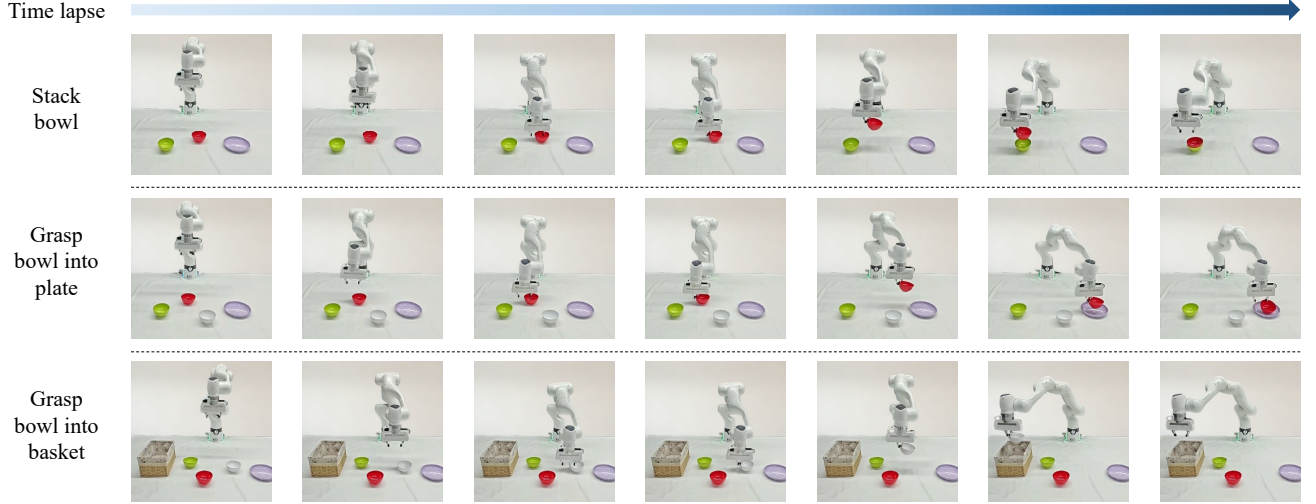 Time lapse
Stack
bowl
Grasp
bowl into
plate
Grasp
bowl into
basket